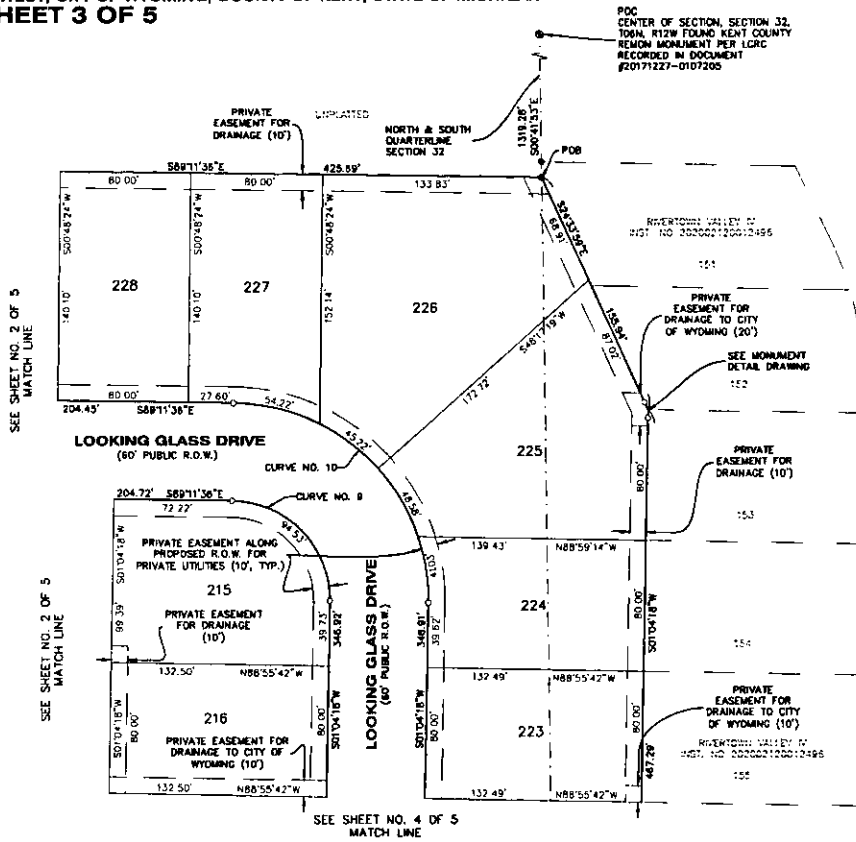 SHEET 3 OF 5
POC
CENTER OF SECTION, SECTION 32,
T06N, R12W FOUND KENT COUNTY
REMON MONUMENT PER LCRC
RECORDED IN DOCUMENT
#20171227-0107205
PRIVATE
EASEMENT FOR
DRAINAGE (10')
UNPLATTED
NORTH & SOUTH
QUARTERLINE
SECTION 32
1319.28'
S00°41'53"E
POB
S89°11'36"E
425.69'
80.00'
80.00'
133.83'
S00°48'24"W
140.10'
S00°48'24"W
140.10'
S00°48'24"W
152.14'
228
227
226
S24°33'59"E
68.91'
155.94'
87.02'
RIVERTOWN VALLEY IV
INST. NO. 202002120012496
151
S48°17'19"W
172.72'
PRIVATE
EASEMENT FOR
DRAINAGE TO CITY
OF WYOMING (20')
SEE MONUMENT
DETAIL DRAWING
152
SEE SHEET NO. 2 OF 5
MATCH LINE
80.00'
27.60'
54.22'
204.45'
S89°11'36"E
LOOKING GLASS DRIVE
(60' PUBLIC R.O.W.)
45.22'
CURVE NO. 10
225
80.00'
PRIVATE
EASEMENT FOR
DRAINAGE (10')
153
204.72'
S89°11'36"E
CURVE NO. 9
72.22'
94.53'
48.58'
PRIVATE EASEMENT ALONG
PROPOSED R.O.W. FOR
PRIVATE UTILITIES (10', TYP.)
139.43'
N88°59'14"W
S01°04'18"W
99.39'
215
41.03'
PRIVATE EASEMENT
FOR DRAINAGE
(10')
39.73'
346.92'
LOOKING GLASS DRIVE
(60' PUBLIC R.O.W.)
346.91'
39.62'
224
80.00'
S01°04'18"W
154
SEE SHEET NO. 2 OF 5
MATCH LINE
132.50'
N88°55'42"W
132.49'
N88°55'42"W
S01°04'18"W
80.00'
216
80.00'
S01°04'18"W
S01°04'18"W
80.00'
223
80.00'
467.29'
PRIVATE EASEMENT FOR
DRAINAGE TO CITY OF
WYOMING (10')
PRIVATE
EASEMENT FOR
DRAINAGE TO CITY
OF WYOMING (10')
RIVERTOWN VALLEY IV
INST. NO. 202002120012496
155
132.50'
N88°55'42"W
132.49'
N88°55'42"W
SEE SHEET NO. 4 OF 5
MATCH LINE